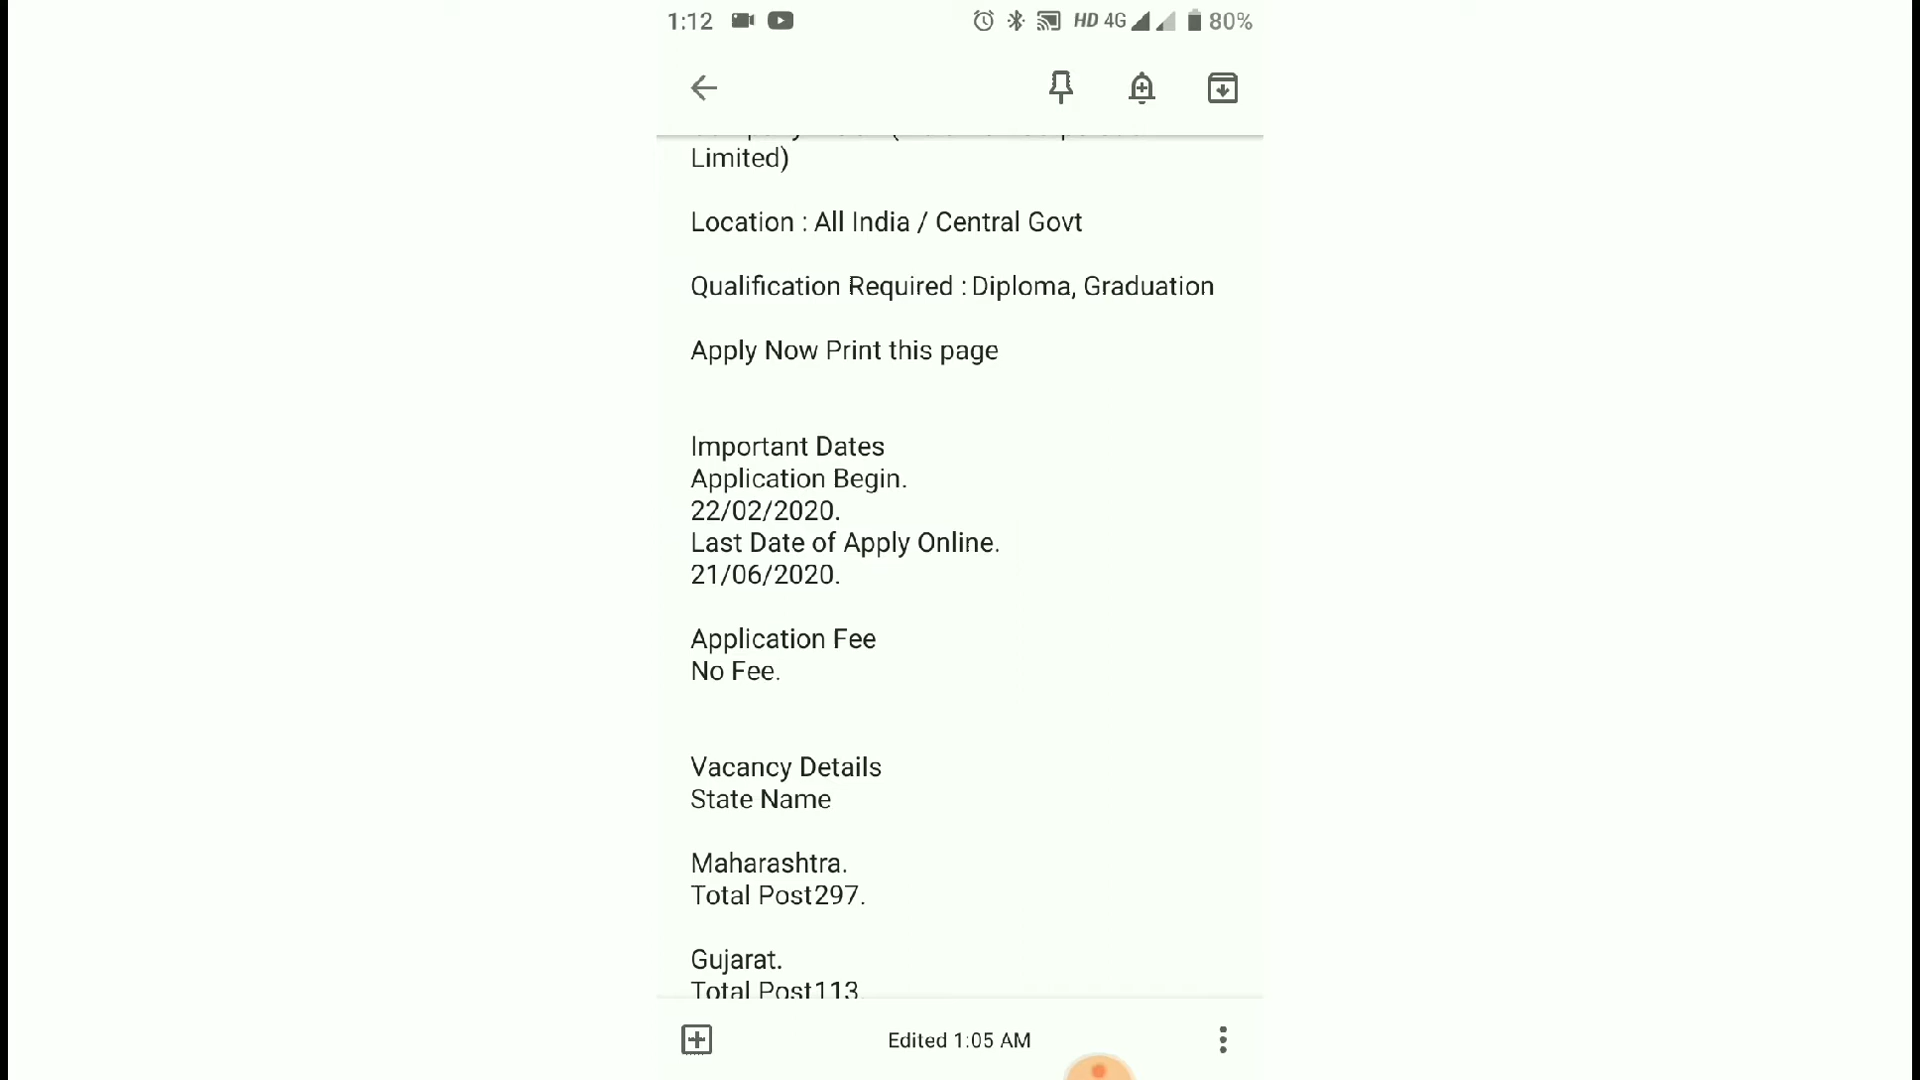 1:12 HD 4G 80%
Limited)
Location : All India / Central Govt
Qualification Required : Diploma, Graduation
Apply Now Print this page
Important Dates
Application Begin.
22/02/2020.
Last Date of Apply Online.
21/06/2020.
Application Fee
No Fee.
Vacancy Details
State Name
Maharashtra.
Total Post297.
Gujarat.
Total Post113
Edited 1:05 AM